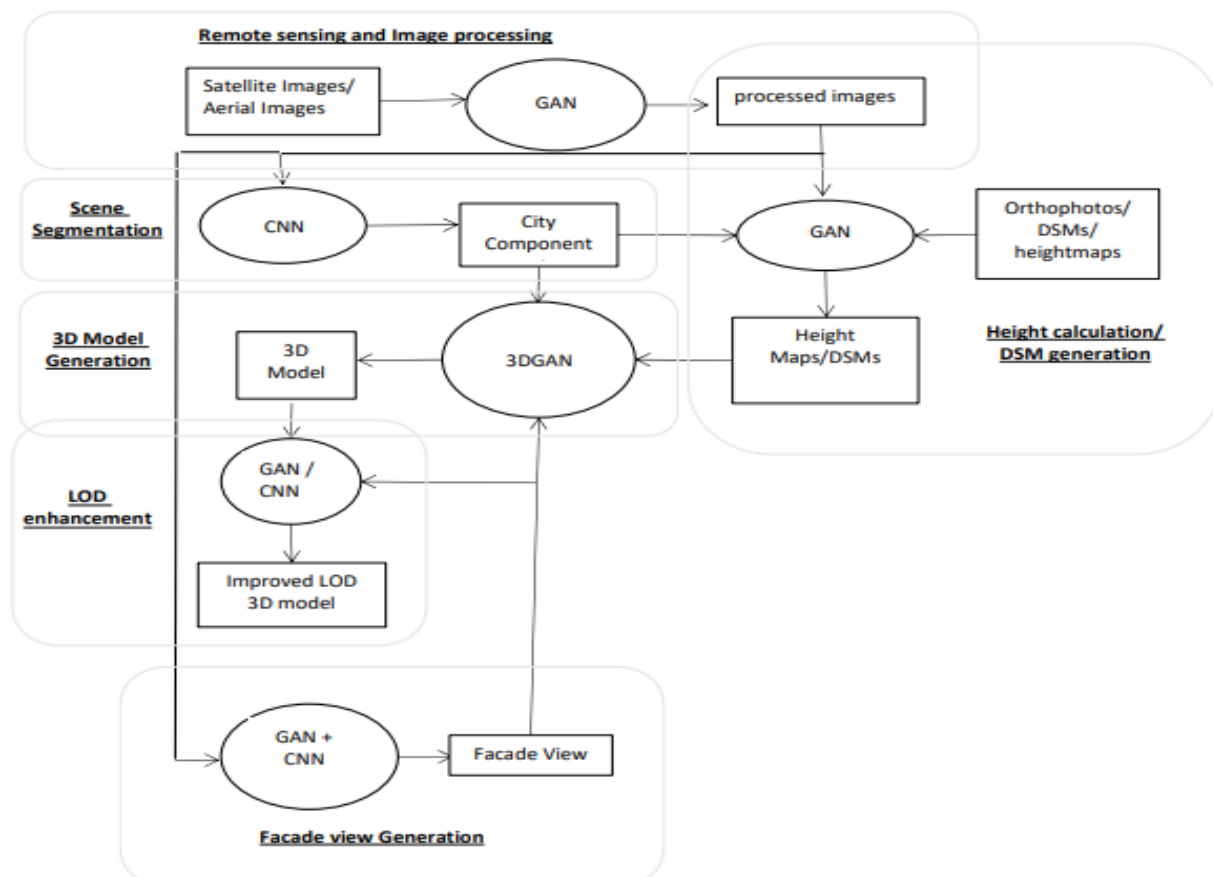 Remote sensing and Image processing
Satellite Images/
Aerial Images
GAN
processed images
Scene
Segmentation
CNN
City
Component
GAN
Orthophotos/
DSMs/
heightmaps
3D Model
Generation
3D
Model
3DGAN
Height
Maps/DSMs
Height calculation/
DSM generation
LOD
enhancement
GAN /
CNN
Improved LOD
3D model
GAN +
CNN
Facade View
Facade view Generation